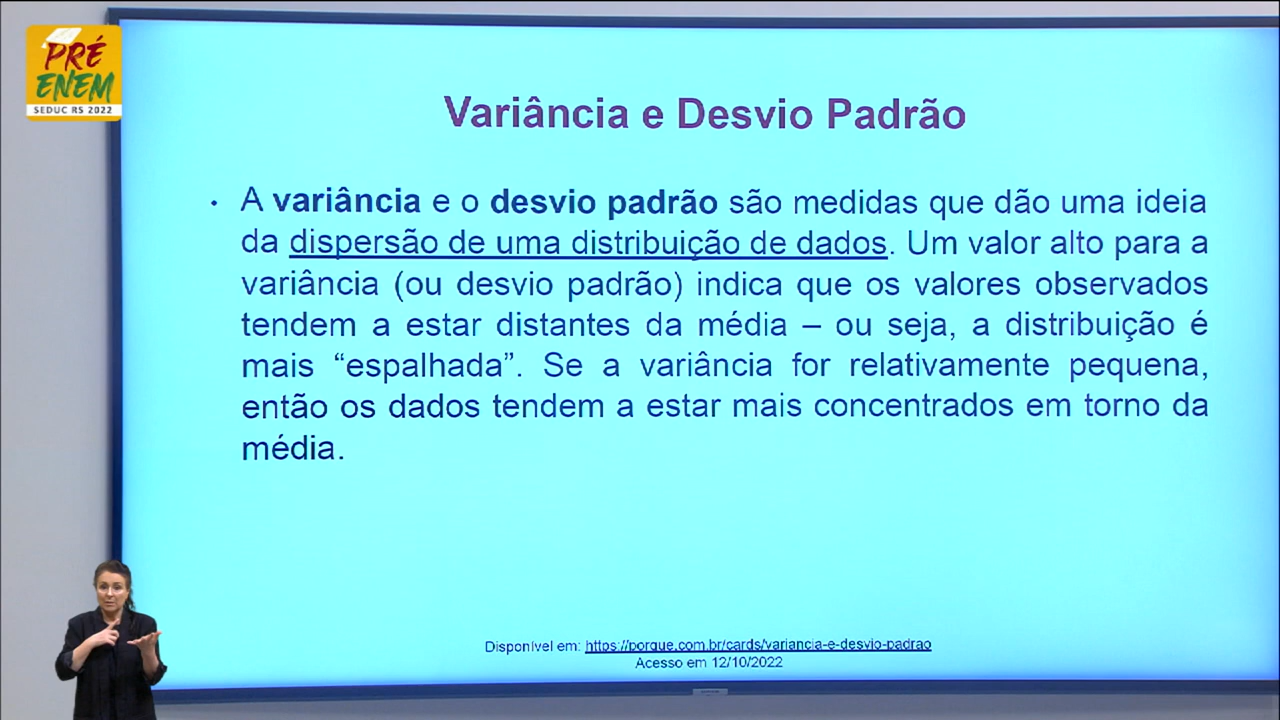 PRÉ
ENEM
SEDUC RS 2022
Variância e Desvio Padrão
• A variância e o desvio padrão são medidas que dão uma ideia
da dispersão de uma distribuição de dados. Um valor alto para a
variância (ou desvio padrão) indica que os valores observados
tendem a estar distantes da média – ou seja, a distribuição é
mais “espalhada”. Se a variância for relativamente pequena,
então os dados tendem a estar mais concentrados em torno da
média.
Disponível em: https://porque.com.br/cards/variancia-e-desvio-padrao
Acesso em 12/10/2022